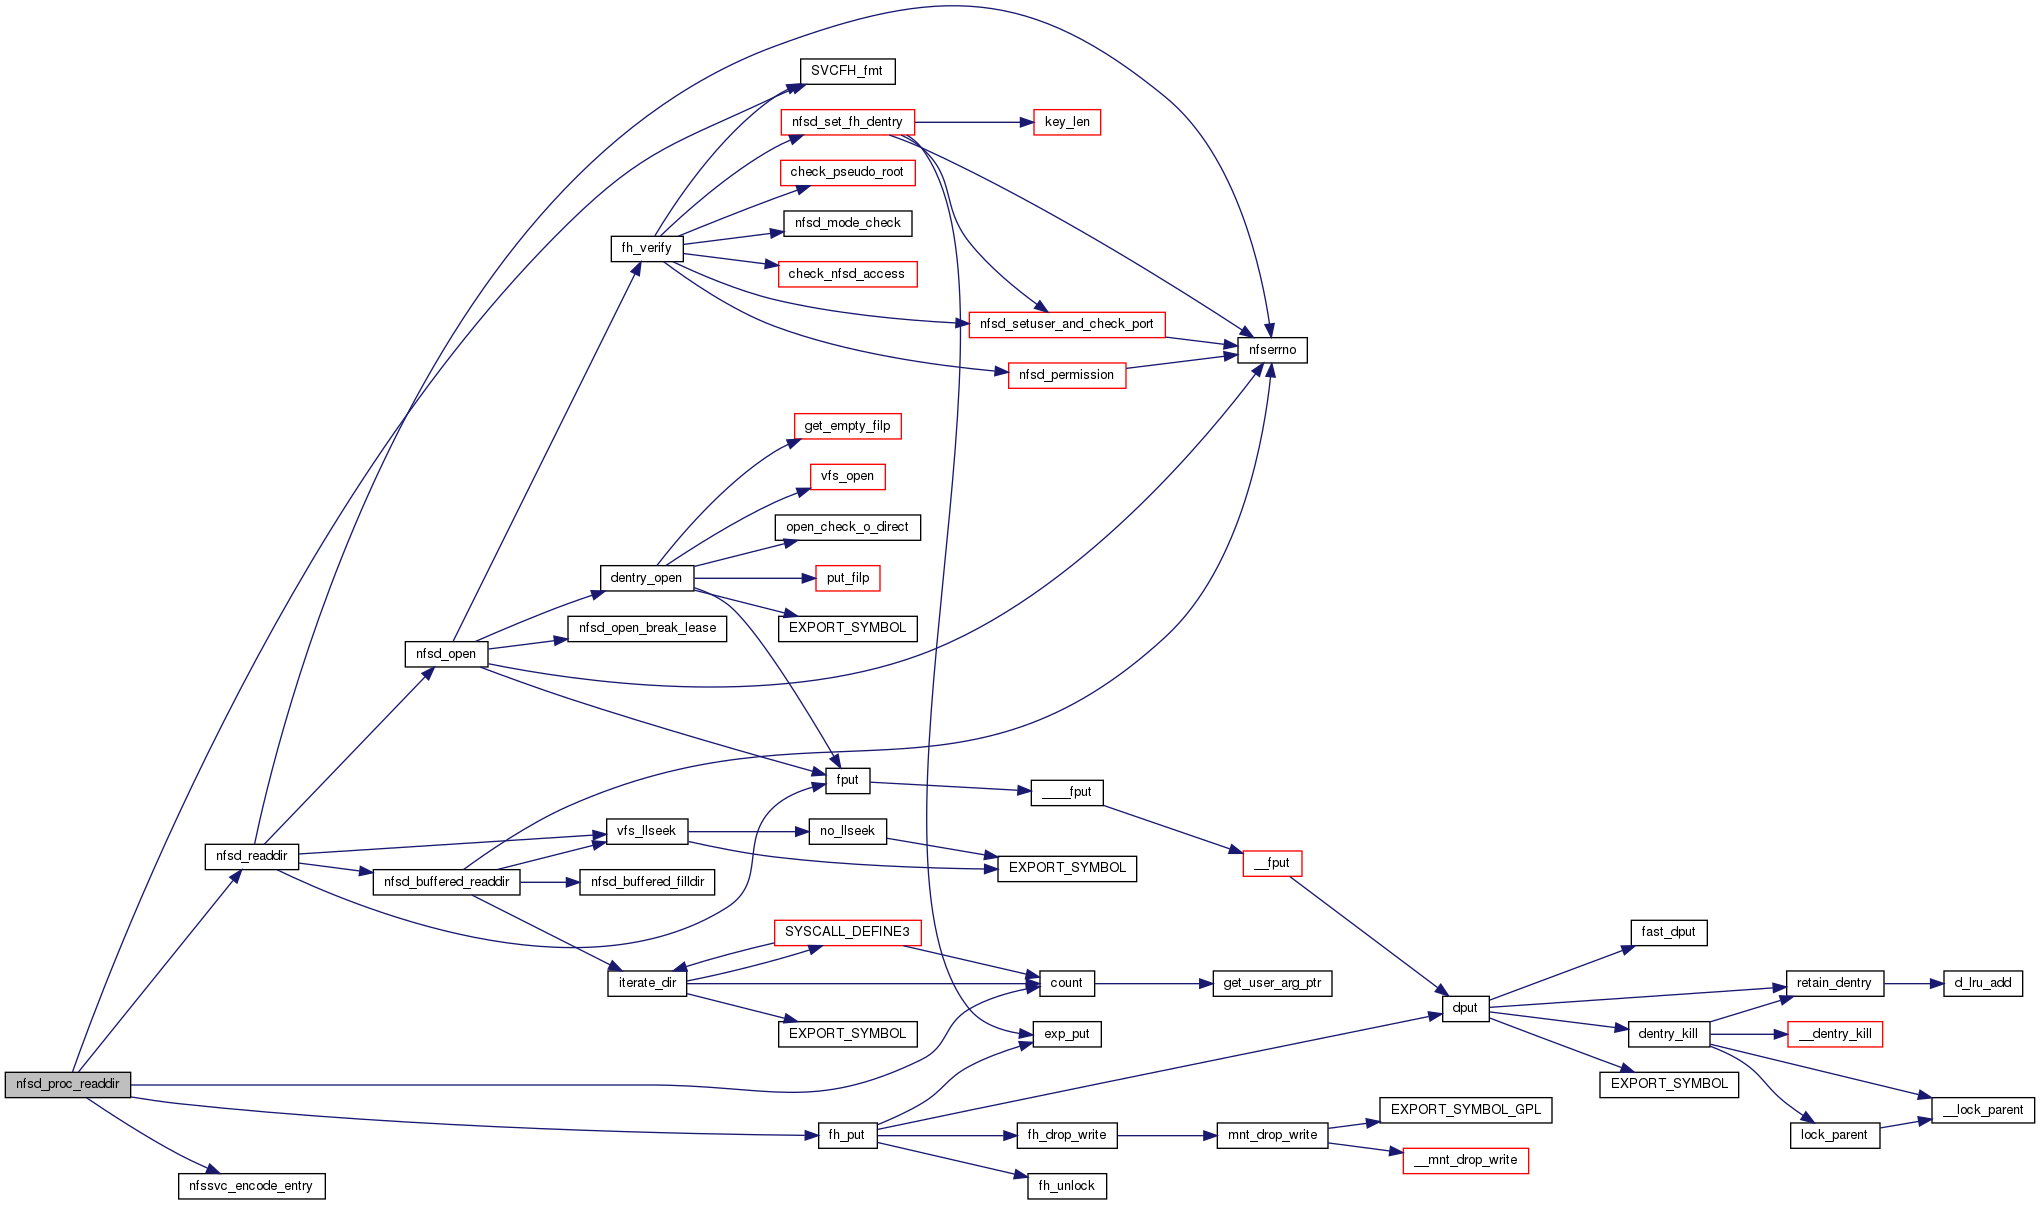 SVCFH_fmt
nfsd_set_fh_dentry
key_len
check_pseudo_root
nfsd_mode_check
fh_verify
check_nfsd_access
nfsd_setuser_and_check_port
nfserrno
nfsd_permission
get_empty_filp
vfs_open
open_check_o_direct
dentry_open
put_filp
EXPORT_SYMBOL
nfsd_open_break_lease
nfsd_open
fput
____fput
vfs_llseek
no_llseek
nfsd_readdir
__fput
EXPORT_SYMBOL
nfsd_buffered_readdir
nfsd_buffered_filldir
SYSCALL_DEFINE3
fast_dput
iterate_dir
count
get_user_arg_ptr
retain_dentry
d_lru_add
dput
EXPORT_SYMBOL
exp_put
dentry_kill
__dentry_kill
nfsd_proc_readdir
EXPORT_SYMBOL
EXPORT_SYMBOL_GPL
__lock_parent
fh_put
fh_drop_write
mnt_drop_write
lock_parent
__mnt_drop_write
nfssvc_encode_entry
fh_unlock